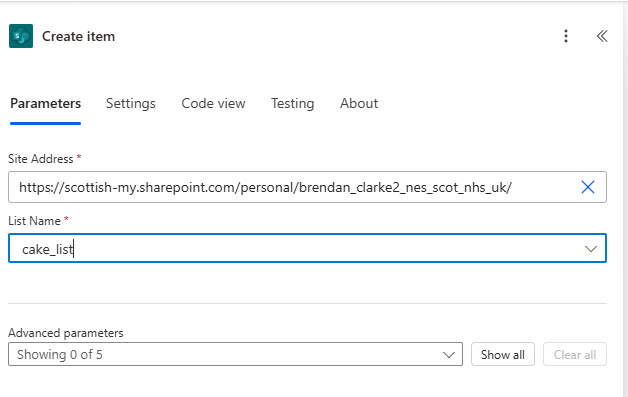 Create item
Parameters Settings Code view Testing About
Site Address *
https://scottish-my.sharepoint.com/personal/brendan_clarke2_nes_scot_nhs_uk/
List Name *
cake_list
Advanced parameters
Showing 0 of 5 Show all Clear all